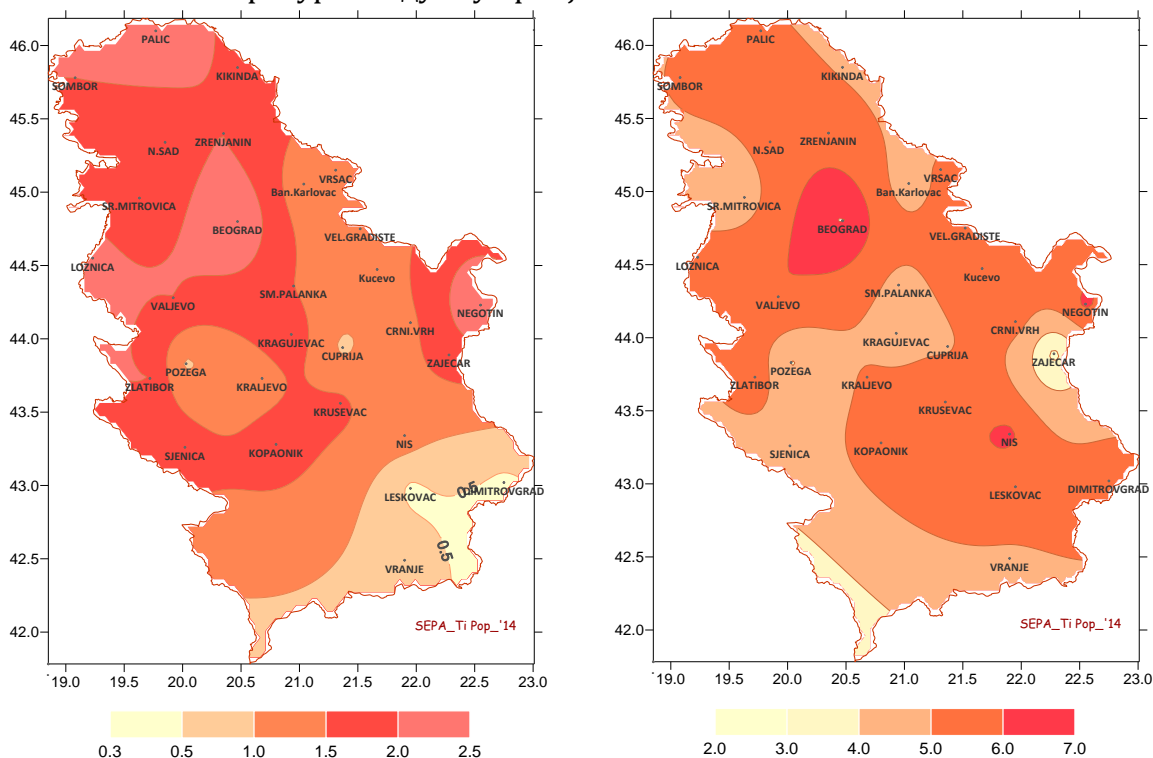 46.0
PALIC
KIKINDA
SOMBOR
45.5
ZRENJANIN
N.SAD
VRSAC
Ban.Karlovac
45.0
SR.MITROVICA
BEOGRAD
VEL.GRADISTE
44.5
LOZNICA
Kucevo
SM.PALANKA
VALJEVO
NEGOTIN
CRNI.VRH
44.0
KRAGUJEVAC
CUPRIJA
ZAJECAR
POZEGA
ZLATIBOR
KRALJEVO
43.5
KRUSEVAC
NIS
KOPAONIK
SJENICA
43.0
0.5
DIMITROVGRAD
LESKOVAC
0.5
42.5
VRANJE
SEPA_Ti Pop_'14
42.0
19.0 19.5 20.0 20.5 21.0 21.5 22.0 22.5 23.0
0.3 0.5 1.0 1.5 2.0 2.5
46.0
PALIC
KIKINDA
SOMBOR
45.5
ZRENJANIN
N.SAD
VRSAC
Ban.Karlovac
45.0
SR.MITROVICA
BEOGRAD
VEL.GRADISTE
44.5
LOZNICA
Kucevo
SM.PALANKA
VALJEVO
NEGOTIN
CRNI.VRH
44.0
KRAGUJEVAC
CUPRIJA
ZAJECAR
POZEGA
ZLATIBOR
KRALJEVO
43.5
KRUSEVAC
NIS
KOPAONIK
SJENICA
43.0
DIMITROVGRAD
LESKOVAC
42.5
VRANJE
SEPA_Ti Pop_'14
42.0
19.0 19.5 20.0 20.5 21.0 21.5 22.0 22.5 23.0
2.0 3.0 4.0 5.0 6.0 7.0